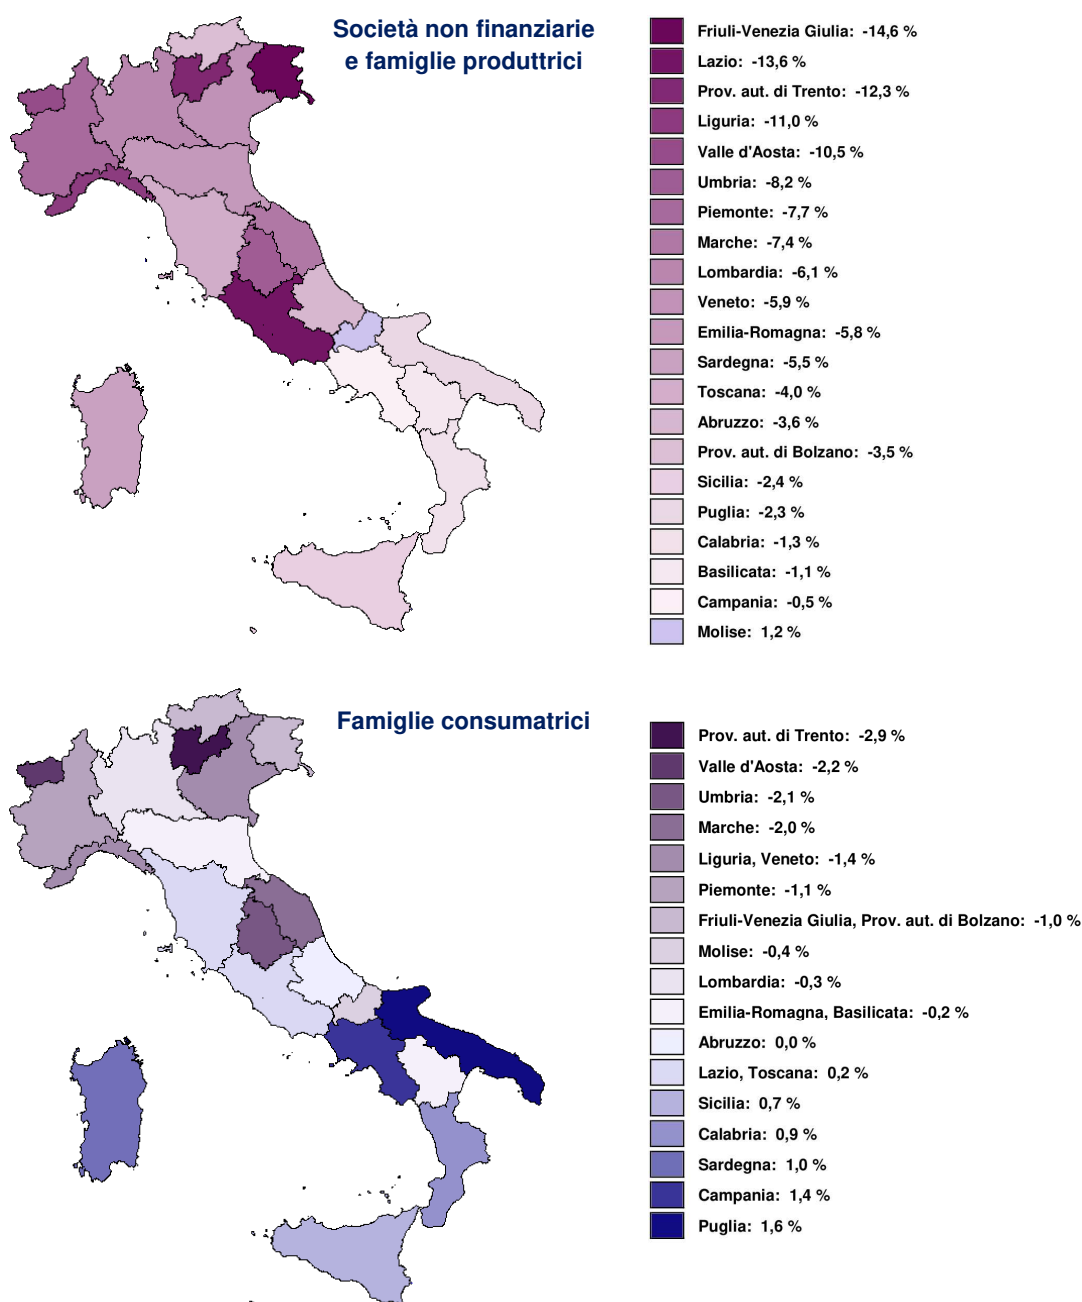 Società non finanziarie
e famiglie produttrici
Friuli-Venezia Giulia: -14,6 %
Lazio: -13,6 %
Prov. aut. di Trento: -12,3 %
Liguria: -11,0 %
Valle d'Aosta: -10,5 %
Umbria: -8,2 %
Piemonte: -7,7 %
Marche: -7,4 %
Lombardia: -6,1 %
Veneto: -5,9 %
Emilia-Romagna: -5,8 %
Sardegna: -5,5 %
Toscana: -4,0 %
Abruzzo: -3,6 %
Prov. aut. di Bolzano: -3,5 %
Sicilia: -2,4 %
Puglia: -2,3 %
Calabria: -1,3 %
Basilicata: -1,1 %
Campania: -0,5 %
Molise: 1,2 %
Famiglie consumatrici
Prov. aut. di Trento: -2,9 %
Valle d'Aosta: -2,2 %
Umbria: -2,1 %
Marche: -2,0 %
Liguria, Veneto: -1,4 %
Piemonte: -1,1 %
Friuli-Venezia Giulia, Prov. aut. di Bolzano: -1,0 %
Molise: -0,4 %
Lombardia: -0,3 %
Emilia-Romagna, Basilicata: -0,2 %
Abruzzo: 0,0 %
Lazio, Toscana: 0,2 %
Sicilia: 0,7 %
Calabria: 0,9 %
Sardegna: 1,0 %
Campania: 1,4 %
Puglia: 1,6 %